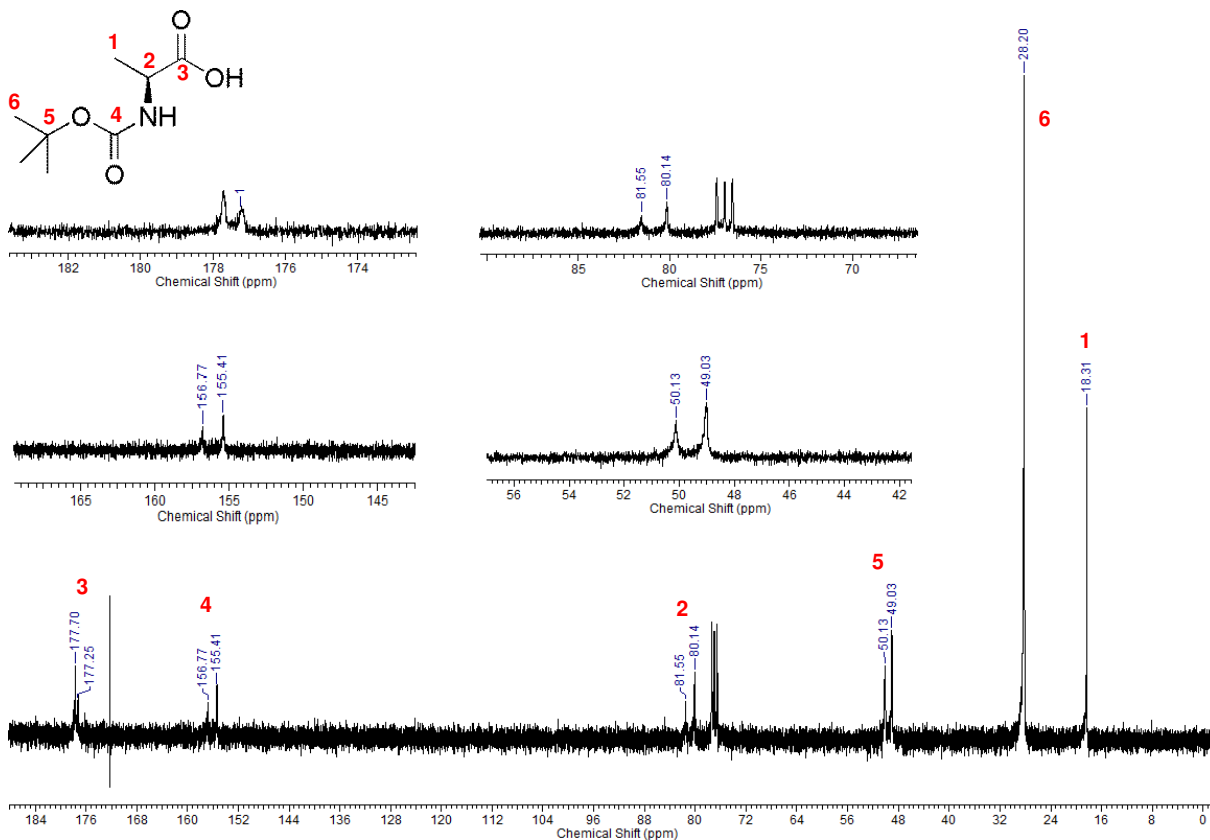 O
1
2
3
OH
6
5
O
4
NH
O
1
182 180 178 176 174
Chemical Shift (ppm)
81.55
80.14
85 80 75 70
Chemical Shift (ppm)
156.77
155.41
165 160 155 150 145
Chemical Shift (ppm)
50.13
49.03
56 54 52 50 48 46 44 42
Chemical Shift (ppm)
28.20
6
1
18.31
3
177.70
177.25
4
156.77
155.41
2
81.55
80.14
5
50.13
49.03
184 176 168 160 152 144 136 128 120 112 104 96 88 80 72 64 56 48 40 32 24 16 8 0
Chemical Shift (ppm)